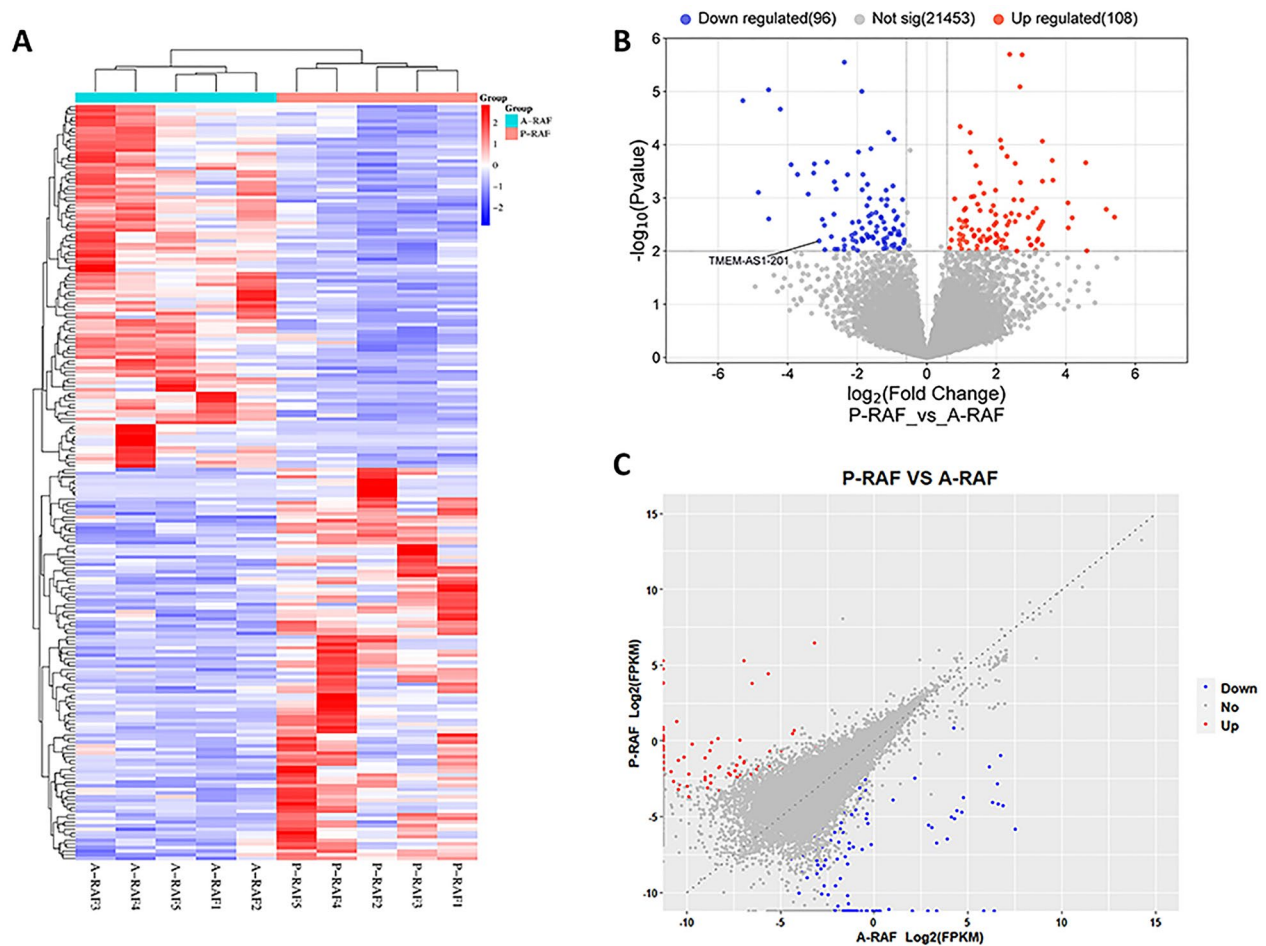 A
Group
Group
A-RAF
P-RAF
2
1
0
-1
-2
A-RAF3
A-RAF4
A-RAF5
A-RAF1
A-RAF2
P-RAF5
P-RAF4
P-RAF2
P-RAF3
P-RAF1
B
Down regulated(96) Not sig(21453) Up regulated(108)
-log10(Pvalue)
6
5
4
3
2
1
0
TMEM-AS1-201
-6 -4 -2 0 2 4 6
log2(Fold Change)
P-RAF_vs_A-RAF
C
P-RAF VS A-RAF
P-RAF Log2(FPKM)
15
10
5
0
-5
-10
-10 -5 0 5 10 15
A-RAF Log2(FPKM)
Down
No
Up